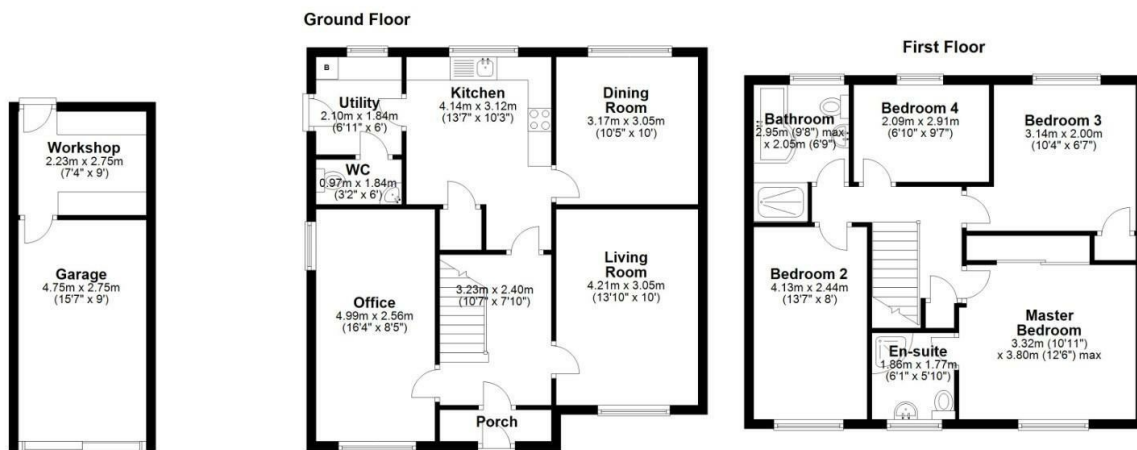 Ground Floor
First Floor
B
Utility
2.10m x 1.84m
(6'11" x 6')
Kitchen
4.14m x 3.12m
(13'7" x 10'3")
Dining
Room
3.17m x 3.05m
(10'5" x 10')
WC
0.97m x 1.84m
(3'2" x 6')
Workshop
2.23m x 2.75m
(7'4" x 9')
Garage
4.75m x 2.75m
(15'7" x 9')
Office
4.99m x 2.56m
(16'4" x 8'5")
3.23m x 2.40m
(10'7" x 7'10")
Living
Room
4.21m x 3.05m
(13'10" x 10')
Porch
Bathroom
2.95m (9'8") max
x 2.05m (6'9")
Bedroom 4
2.09m x 2.91m
(6'10" x 9'7")
Bedroom 3
3.14m x 2.00m
(10'4" x 6'7")
Bedroom 2
4.13m x 2.44m
(13'7" x 8')
En-suite
1.86m x 1.77m
(6'1" x 5'10")
Master
Bedroom
3.32m (10'11")
x 3.80m (12'6") max